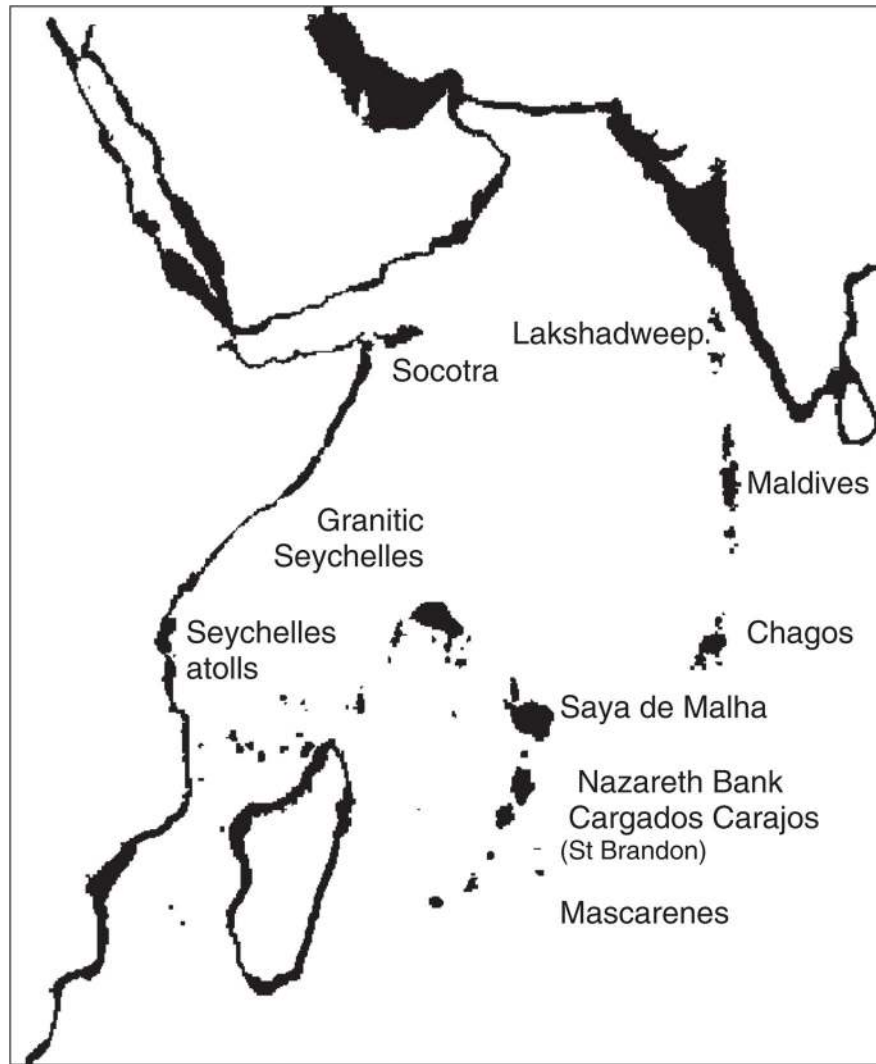 Lakshadweep.
Socotra
Maldives
Granitic
Seychelles
Seychelles
atolls
Chagos
Saya de Malha
Nazareth Bank
Cargados Carajos
(St Brandon)
Mascarenes